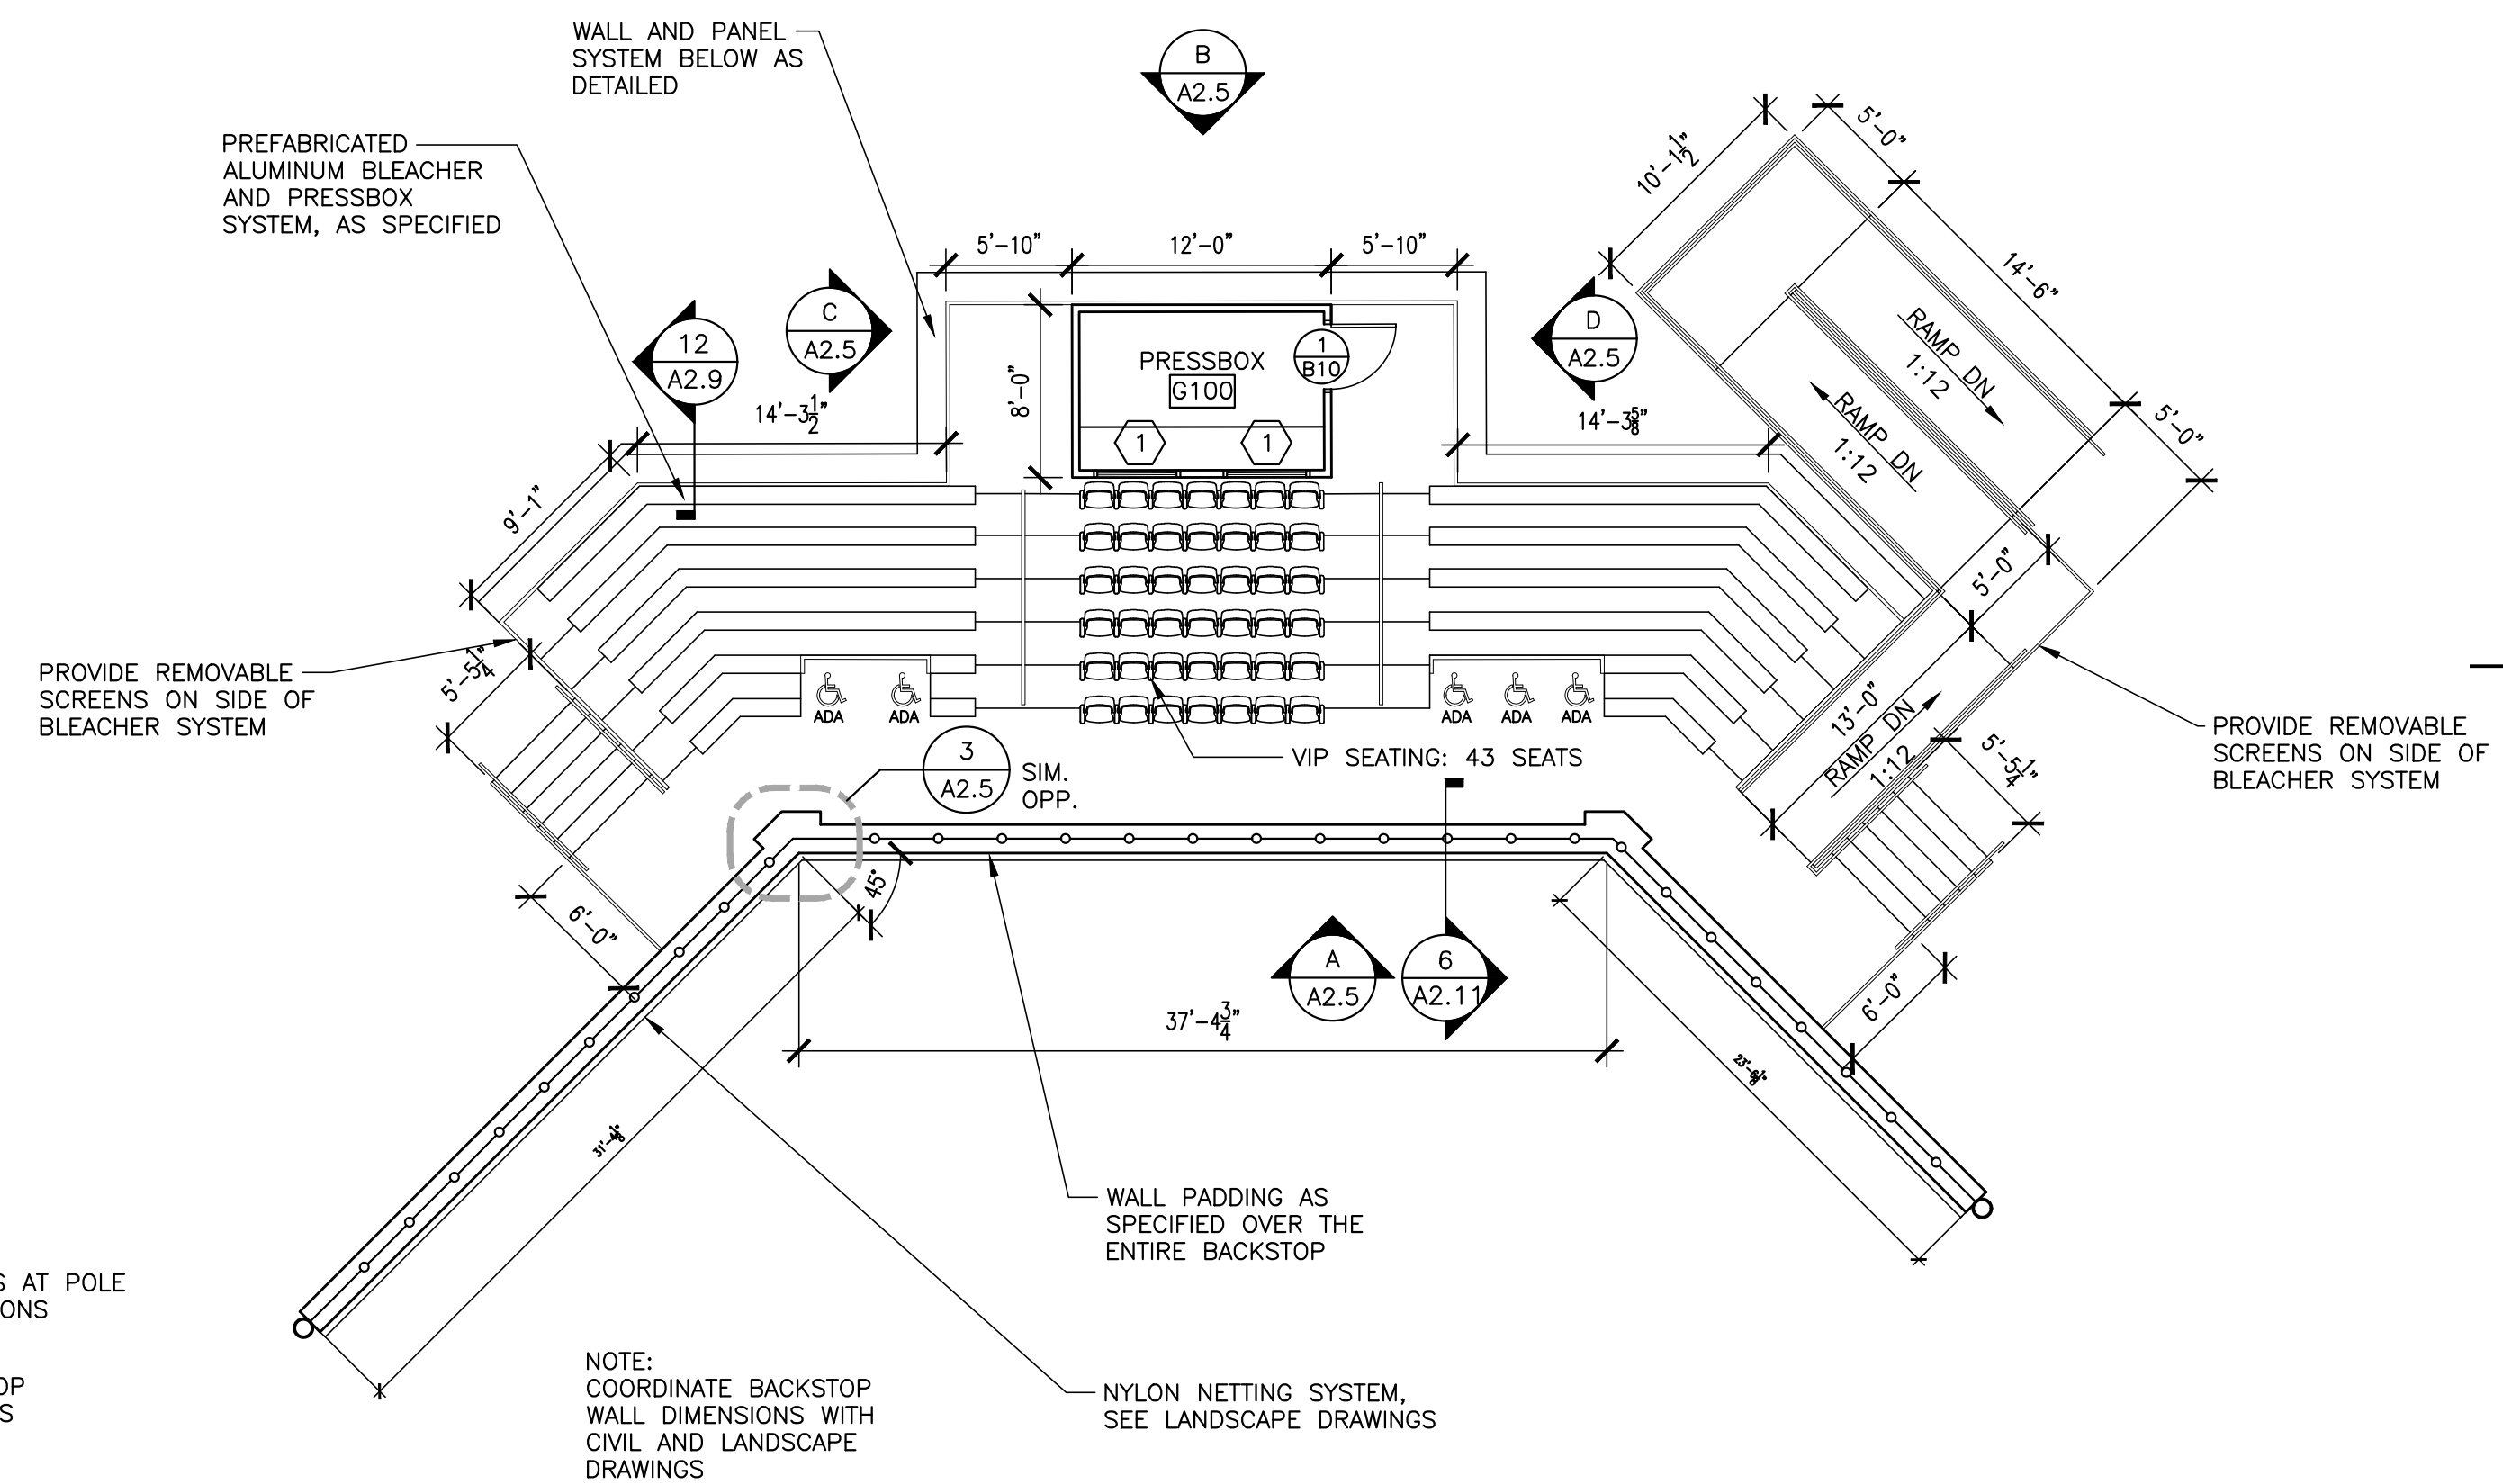 WALL AND PANEL
SYSTEM BELOW AS
DETAILED
B
A2.5
PREFABRICATED
ALUMINUM BLEACHER
AND PRESSBOX
SYSTEM, AS SPECIFIED
5'-0"
10'-1 1/2"
14'-6"
5'-10"
12'-0"
5'-10"
C
A2.5
D
A2.5
12
A2.9
PRESSBOX
G100
1
B10
8'-0"
1
1
RAMP DN
1:12
RAMP DN
1:12
14'-3 1/2"
14'-3 5/8"
5'-0"
9'-1"
5'-0"
PROVIDE REMOVABLE
SCREENS ON SIDE OF
BLEACHER SYSTEM
5'-5 1/4"
ADA
ADA
ADA
ADA
ADA
13'-0"
RAMP DN
1:12
5'-5 1/4"
PROVIDE REMOVABLE
SCREENS ON SIDE OF
BLEACHER SYSTEM
VIP SEATING: 43 SEATS
3
A2.5
SIM.
OPP.
45°
6'-0"
A
A2.5
6
A2.11
6'-0"
37'-4 3/4"
23'-6 1/8"
31'-4 1/8"
WALL PADDING AS
SPECIFIED OVER THE
ENTIRE BACKSTOP
S AT POLE
ONS
OP
S
NOTE:
COORDINATE BACKSTOP
WALL DIMENSIONS WITH
CIVIL AND LANDSCAPE
DRAWINGS
NYLON NETTING SYSTEM,
SEE LANDSCAPE DRAWINGS